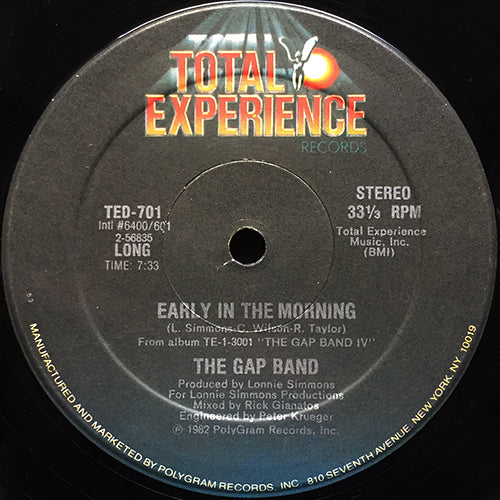 TOTAL
EXPERIENCE
RECORDS
TED-701
Intl #6400/601
2-56835
LONG
TIME: 7:33
STEREO
33⅓ RPM
Total Experience
Music, Inc.
(BMI)
EARLY IN THE MORNING
(L. Simmons-C. Wilson-R. Taylor)
From album TE-1-3001 "THE GAP BAND IV"
THE GAP BAND
Produced by Lonnie Simmons
For Lonnie Simmons Productions
Mixed by Rick Gianatos
Engineered by Peter Krueger
℗ 1982 PolyGram Records, Inc.
MANUFACTURED AND MARKETED BY POLYGRAM RECORDS, INC 810 SEVENTH AVENUE, NEW YORK, NY. 10019